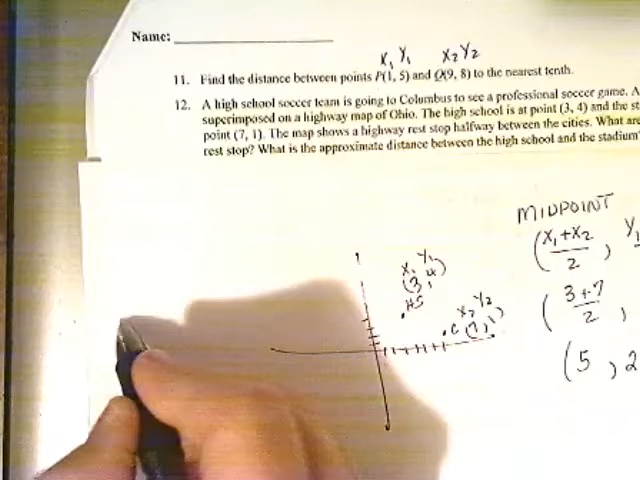 Name:
X₁ Y₁ X₂ Y₂
11. Find the distance between points P(1, 5) and Q(9, 8) to the nearest tenth.
12. A high school soccer team is going to Columbus to see a professional soccer game. A
superimposed on a highway map of Ohio. The high school is at point (3, 4) and the st
point (7, 1). The map shows a highway rest stop halfway between the cities. What are
rest stop? What is the approximate distance between the high school and the stadium
MIDPOINT
(X₁+X₂/2, Y₁
(3+7/2,
(5, 2
X₁ Y₁
(3, 4)
HS
X₂ Y₂
C (7, 1)